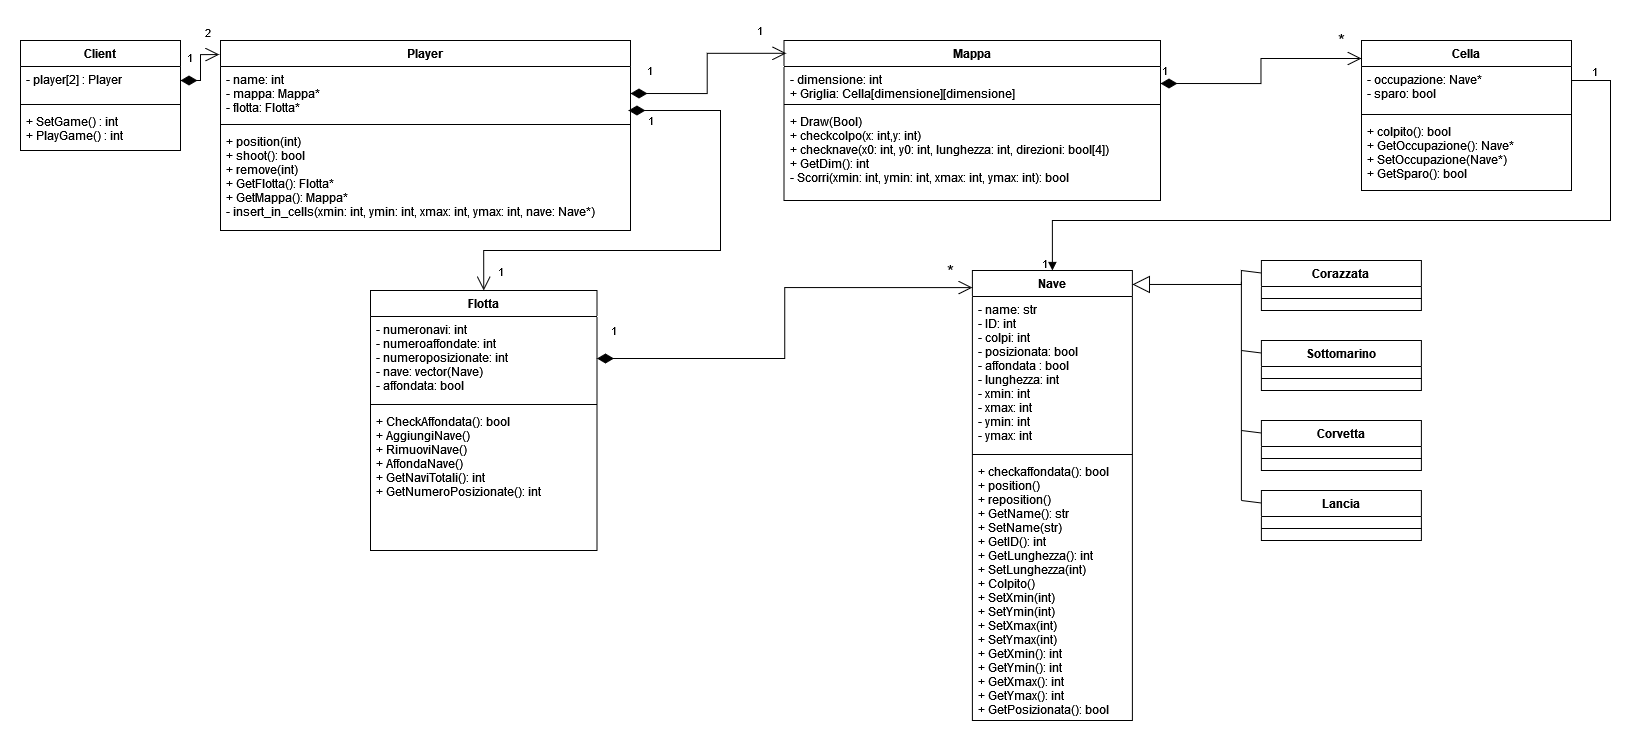 Client
- player[2] : Player
+ SetGame() : int
+ PlayGame() : int
1
2
Player
- name: int
- mappa: Mappa*
- flotta: Flotta*
+ position(int)
+ shoot(): bool
+ remove(int)
+ GetFlotta(): Flotta*
+ GetMappa(): Mappa*
- insert_in_cells(xmin: int, ymin: int, xmax: int, ymax: int, nave: Nave*)
1
1
1
Mappa
- dimensione: int
+ Griglia: Cella[dimensione][dimensione]
+ Draw(Bool)
+ checkcolpo(x: int,y: int)
+ checknave(x0: int, y0: int, lunghezza: int, direzioni: bool[4])
+ GetDim(): int
- Scorri(xmin: int, ymin: int, xmax: int, ymax: int): bool
1
*
Cella
- occupazione: Nave*
- sparo: bool
+ colpito(): bool
+ GetOccupazione(): Nave*
+ SetOccupazione(Nave*)
+ GetSparo(): bool
1
1
Flotta
- numeronavi: int
- numeroaffondate: int
- numeroposizionate: int
- nave: vector(Nave)
- affondata: bool
+ CheckAffondata(): bool
+ AggiungiNave()
+ RimuoviNave()
+ AffondaNave()
+ GetNaviTotali(): int
+ GetNumeroPosizionate(): int
1
*
1
Nave
- name: str
- ID: int
- colpi: int
- posizionata: bool
- affondata : bool
- lunghezza: int
- xmin: int
- xmax: int
- ymin: int
- ymax: int
+ checkaffondata(): bool
+ position()
+ reposition()
+ GetName(): str
+ SetName(str)
+ GetID(): int
+ GetLunghezza(): int
+ SetLunghezza(int)
+ Colpito()
+ SetXmin(int)
+ SetYmin(int)
+ SetXmax(int)
+ SetYmax(int)
+ GetXmin(): int
+ GetYmin(): int
+ GetXmax(): int
+ GetYmax(): int
+ GetPosizionata(): bool
Corazzata
Sottomarino
Corvetta
Lancia